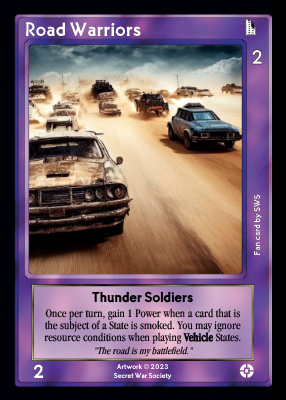 Road Warriors
2
Fan card by SWS
Thunder Soldiers
Once per turn, gain 1 Power when a card that is
the subject of a State is smoked. You may ignore
resource conditions when playing Vehicle States.
"The road is my battlefield."
2
Artwork © 2023
Secret War Society